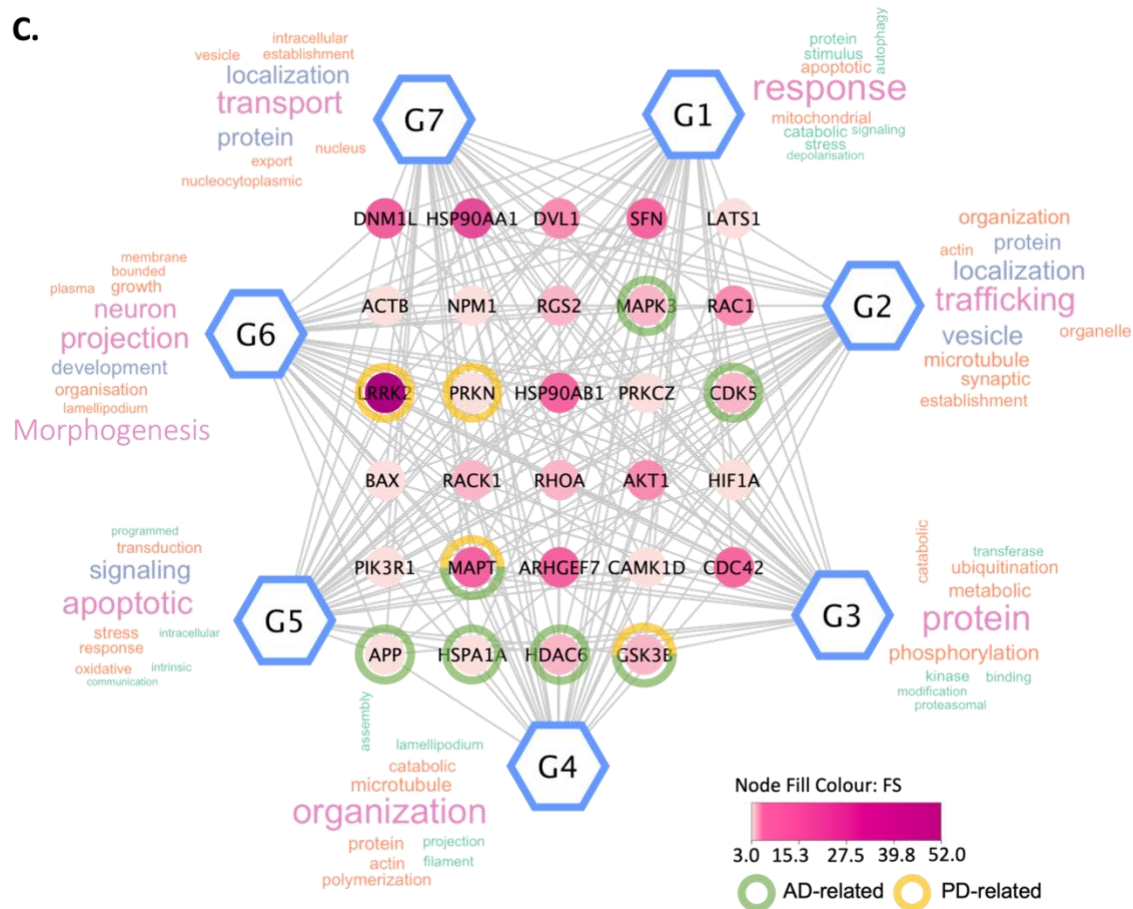 C.
intracellular
vesicle establishment
localization
transport
protein
nucleus
export
nucleocytoplasmic
G7
G1
protein
stimulus
autophagy
apoptotic
response
mitochondrial
catabolic signaling
stress
depolarisation
DNM1L HSP90AA1 DVL1 SFN LATS1
ACTB NPM1 RGS2 MAPK3 RAC1
LRRK2 PRKN HSP90AB1 PRKCZ CDK5
BAX RACK1 RHOA AKT1 HIF1A
PIK3R1 MAPT ARHGEF7 CAMK1D CDC42
APP HSPA1A HDAC6 GSK3B
membrane
bounded
plasma growth
neuron
projection
development
organisation
lamellipodium
Morphogenesis
G6
G2
organization
actin protein
localization
trafficking
vesicle organelle
microtubule
synaptic
establishment
programmed
transduction
signaling
apoptotic
stress intracellular
response
oxidative intrinsic
communication
G5
G3
catabolic
transferase
ubiquitination
metabolic
protein
phosphorylation
kinase binding
modification
proteasomal
assembly
lamellipodium
catabolic
microtubule
organization
protein projection
actin filament
polymerization
G4
Node Fill Colour: FS
3.0 15.3 27.5 39.8 52.0
AD-related PD-related